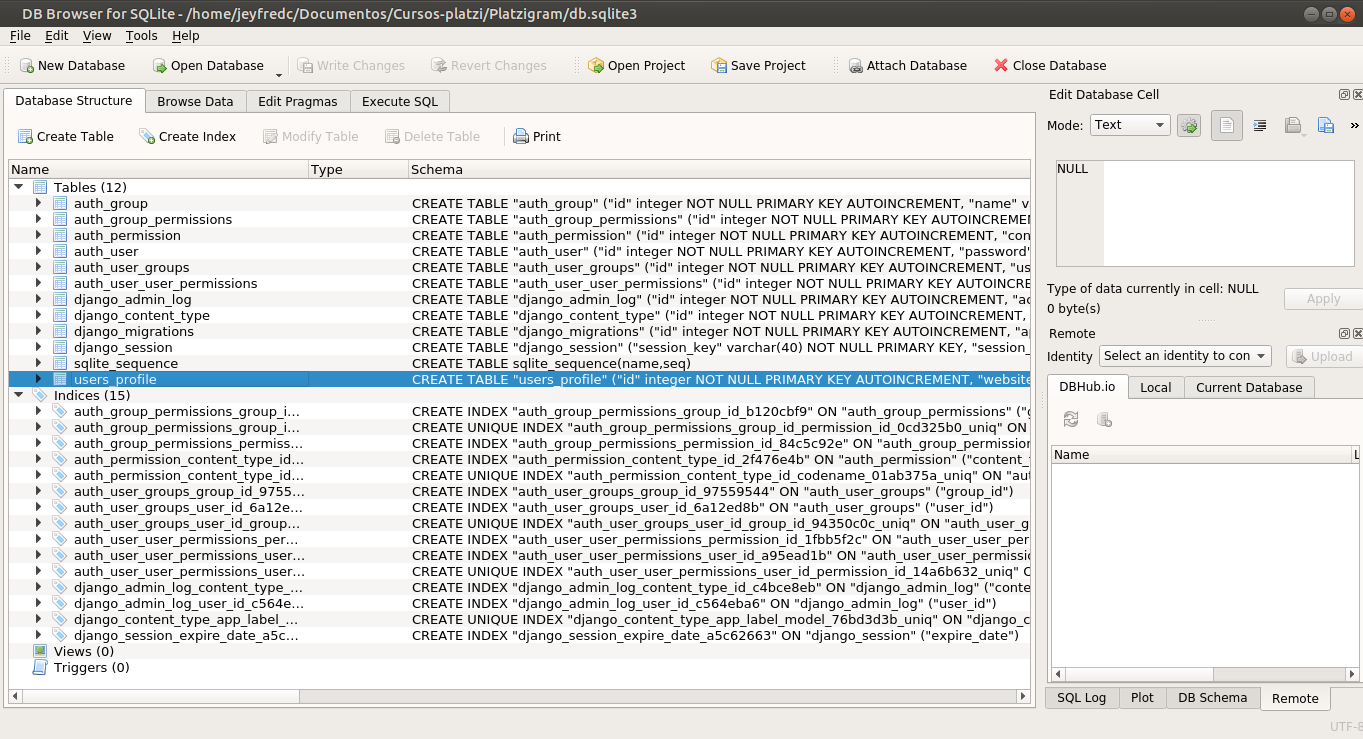 DB Browser for SQLite - /home/jeyfredc/Documentos/Cursos-platzi/Platzigram/db.sqlite3
File Edit View Tools Help
New Database Open Database Write Changes Revert Changes Open Project Save Project Attach Database Close Database
Database Structure Browse Data Edit Pragmas Execute SQL
Create Table Create Index Modify Table Delete Table Print
Name Type Schema
Tables (12)
auth_group CREATE TABLE "auth_group" ("id" integer NOT NULL PRIMARY KEY AUTOINCREMENT, "name" v
auth_group_permissions CREATE TABLE "auth_group_permissions" ("id" integer NOT NULL PRIMARY KEY AUTOINCREMEN
auth_permission CREATE TABLE "auth_permission" ("id" integer NOT NULL PRIMARY KEY AUTOINCREMENT, "con
auth_user CREATE TABLE "auth_user" ("id" integer NOT NULL PRIMARY KEY AUTOINCREMENT, "password"
auth_user_groups CREATE TABLE "auth_user_groups" ("id" integer NOT NULL PRIMARY KEY AUTOINCREMENT, "us
auth_user_user_permissions CREATE TABLE "auth_user_user_permissions" ("id" integer NOT NULL PRIMARY KEY AUTOINCRE
django_admin_log CREATE TABLE "django_admin_log" ("id" integer NOT NULL PRIMARY KEY AUTOINCREMENT, "ac
django_content_type CREATE TABLE "django_content_type" ("id" integer NOT NULL PRIMARY KEY AUTOINCREMENT,
django_migrations CREATE TABLE "django_migrations" ("id" integer NOT NULL PRIMARY KEY AUTOINCREMENT, "ap
django_session CREATE TABLE "django_session" ("session_key" varchar(40) NOT NULL PRIMARY KEY, "session_
sqlite_sequence CREATE TABLE sqlite_sequence(name,seq)
users_profile CREATE TABLE "users_profile" ("id" integer NOT NULL PRIMARY KEY AUTOINCREMENT, "website
Indices (15)
auth_group_permissions_group_i... CREATE INDEX "auth_group_permissions_group_id_b120cbf9" ON "auth_group_permissions" ("g
auth_group_permissions_group_i... CREATE UNIQUE INDEX "auth_group_permissions_group_id_permission_id_0cd325b0_uniq" ON
auth_group_permissions_permiss... CREATE INDEX "auth_group_permissions_permission_id_84c5c92e" ON "auth_group_permission
auth_permission_content_type_id... CREATE INDEX "auth_permission_content_type_id_2f476e4b" ON "auth_permission" ("content_t
auth_permission_content_type_id... CREATE UNIQUE INDEX "auth_permission_content_type_id_codename_01ab375a_uniq" ON "aut
auth_user_groups_group_id_9755... CREATE INDEX "auth_user_groups_group_id_97559544" ON "auth_user_groups" ("group_id")
auth_user_groups_user_id_6a12e... CREATE INDEX "auth_user_groups_user_id_6a12ed8b" ON "auth_user_groups" ("user_id")
auth_user_groups_user_id_group... CREATE UNIQUE INDEX "auth_user_groups_user_id_group_id_94350c0c_uniq" ON "auth_user_g
auth_user_user_permissions_per... CREATE INDEX "auth_user_user_permissions_permission_id_1fbb5f2c" ON "auth_user_user_per
auth_user_user_permissions_user... CREATE INDEX "auth_user_user_permissions_user_id_a95ead1b" ON "auth_user_user_permissi
auth_user_user_permissions_user... CREATE UNIQUE INDEX "auth_user_user_permissions_user_id_permission_id_14a6b632_uniq" O
django_admin_log_content_type_... CREATE INDEX "django_admin_log_content_type_id_c4bce8eb" ON "django_admin_log" ("conte
django_admin_log_user_id_c564e... CREATE INDEX "django_admin_log_user_id_c564eba6" ON "django_admin_log" ("user_id")
django_content_type_app_label_... CREATE UNIQUE INDEX "django_content_type_app_label_model_76bd3d3b_uniq" ON "django_c
django_session_expire_date_a5c... CREATE INDEX "django_session_expire_date_a5c62663" ON "django_session" ("expire_date")
Views (0)
Triggers (0)
Edit Database Cell
Mode: Text »
NULL
Type of data currently in cell: NULL
0 byte(s) Apply
Remote
Identity Select an identity to con Upload
DBHub.io Local Current Database
Name L
SQL Log Plot DB Schema Remote
UTF-8